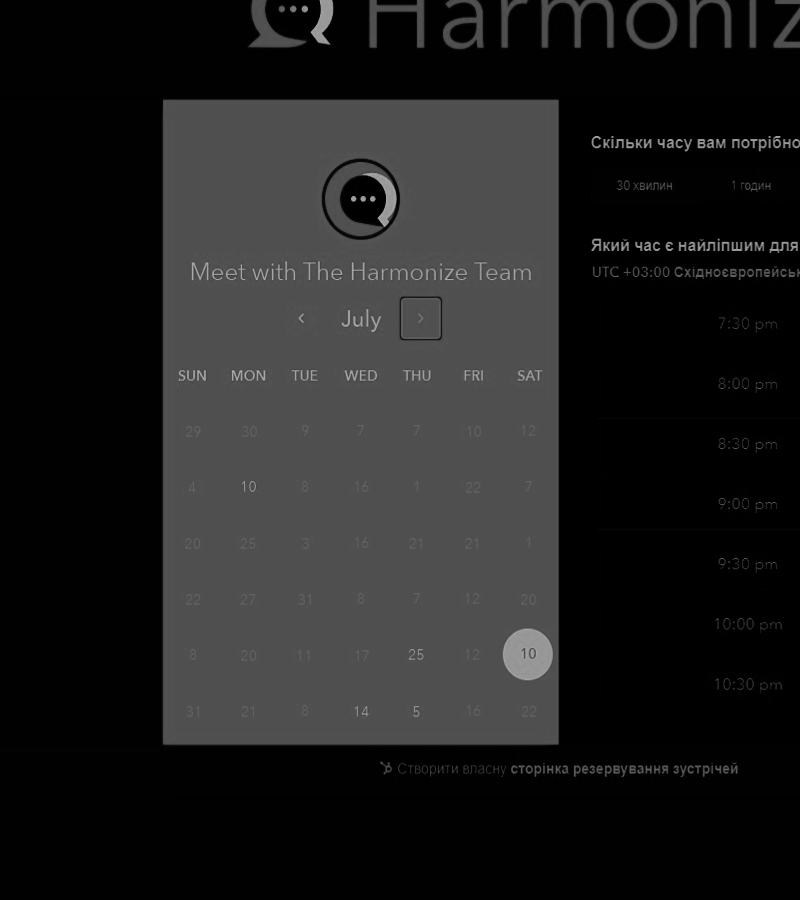 Harmoniz
Meet with The Harmonize Team
July
SUN MON TUE WED THU FRI SAT
29 30 9 7 7 10 12
4 10 8 16 1 22 7
20 25 3 16 21 21 1
22 27 31 8 7 12 20
8 20 11 17 25 12 10
31 21 8 14 5 16 22
Скільки часу вам потрібно
30 хвилин 1 годин
Який час є найліпшим для
UTC +03:00 Східноєвропейськ
7:30 pm
8:00 pm
8:30 pm
9:00 pm
9:30 pm
10:00 pm
10:30 pm
Створити власну сторінка резервування зустрічей